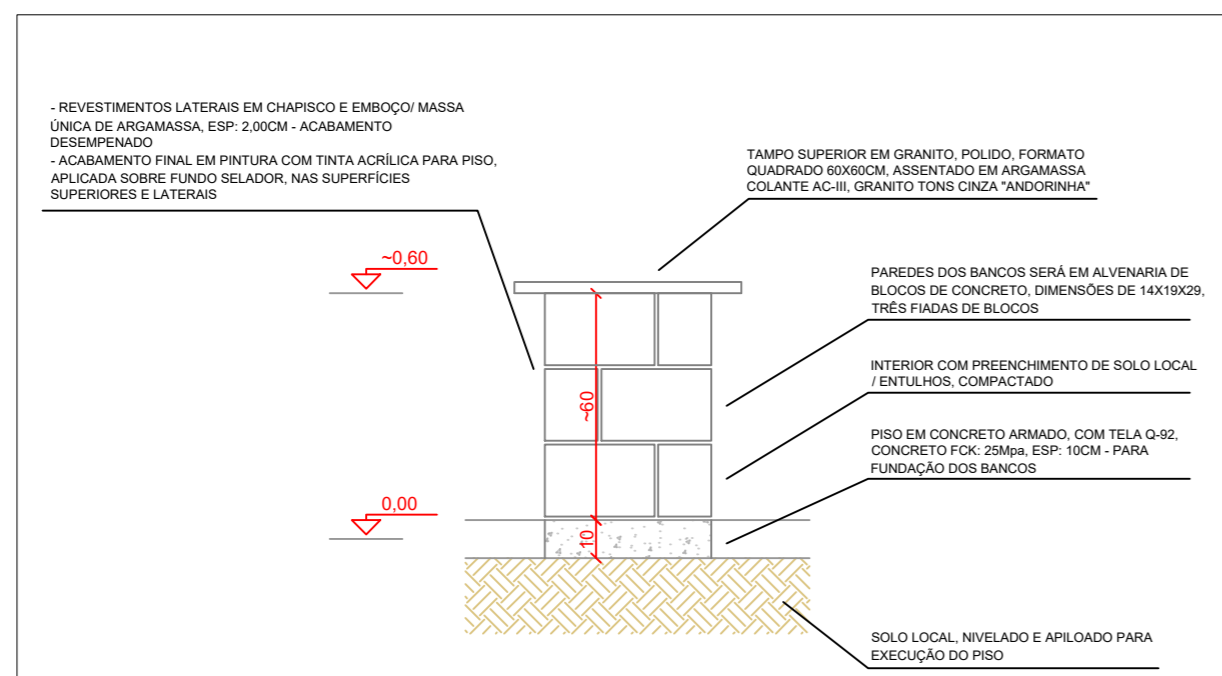 - REVESTIMENTOS LATERAIS EM CHAPISCO E EMBOÇO/ MASSA
ÚNICA DE ARGAMASSA, ESP: 2,00CM - ACABAMENTO
DESEMPENADO
- ACABAMENTO FINAL EM PINTURA COM TINTA ACRÍLICA PARA PISO,
APLICADA SOBRE FUNDO SELADOR, NAS SUPERFÍCIES
SUPERIORES E LATERAIS
TAMPO SUPERIOR EM GRANITO, POLIDO, FORMATO
QUADRADO 60X60CM, ASSENTADO EM ARGAMASSA
COLANTE AC-III, GRANITO TONS CINZA "ANDORINHA"
~0,60
PAREDES DOS BANCOS SERÁ EM ALVENARIA DE
BLOCOS DE CONCRETO, DIMENSÕES DE 14X19X29,
TRÊS FIADAS DE BLOCOS
INTERIOR COM PREENCHIMENTO DE SOLO LOCAL
/ ENTULHOS, COMPACTADO
~60
PISO EM CONCRETO ARMADO, COM TELA Q-92,
CONCRETO FCK: 25Mpa, ESP: 10CM - PARA
FUNDAÇÃO DOS BANCOS
0,00
10
SOLO LOCAL, NIVELADO E APILOADO PARA
EXECUÇÃO DO PISO